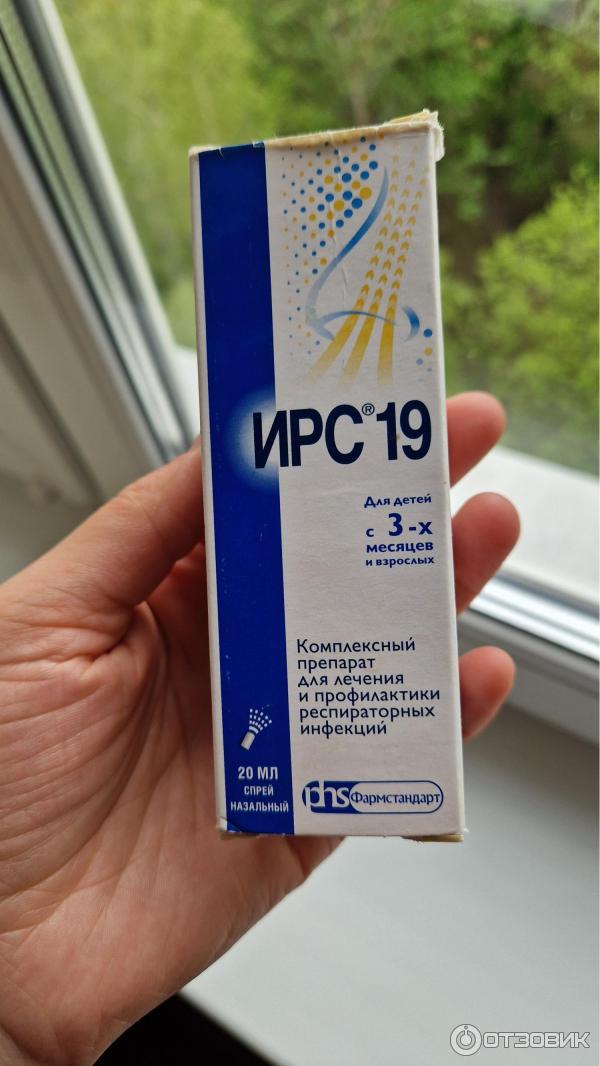 ИРС® 19
Для детей
с 3-х
месяцев
и взрослых
Комплексный
препарат
для лечения
и профилактики
респираторных
инфекций
20 МЛ
СПРЕЙ
НАЗАЛЬНЫЙ
phs Фармстандарт
ОТЗОВИК